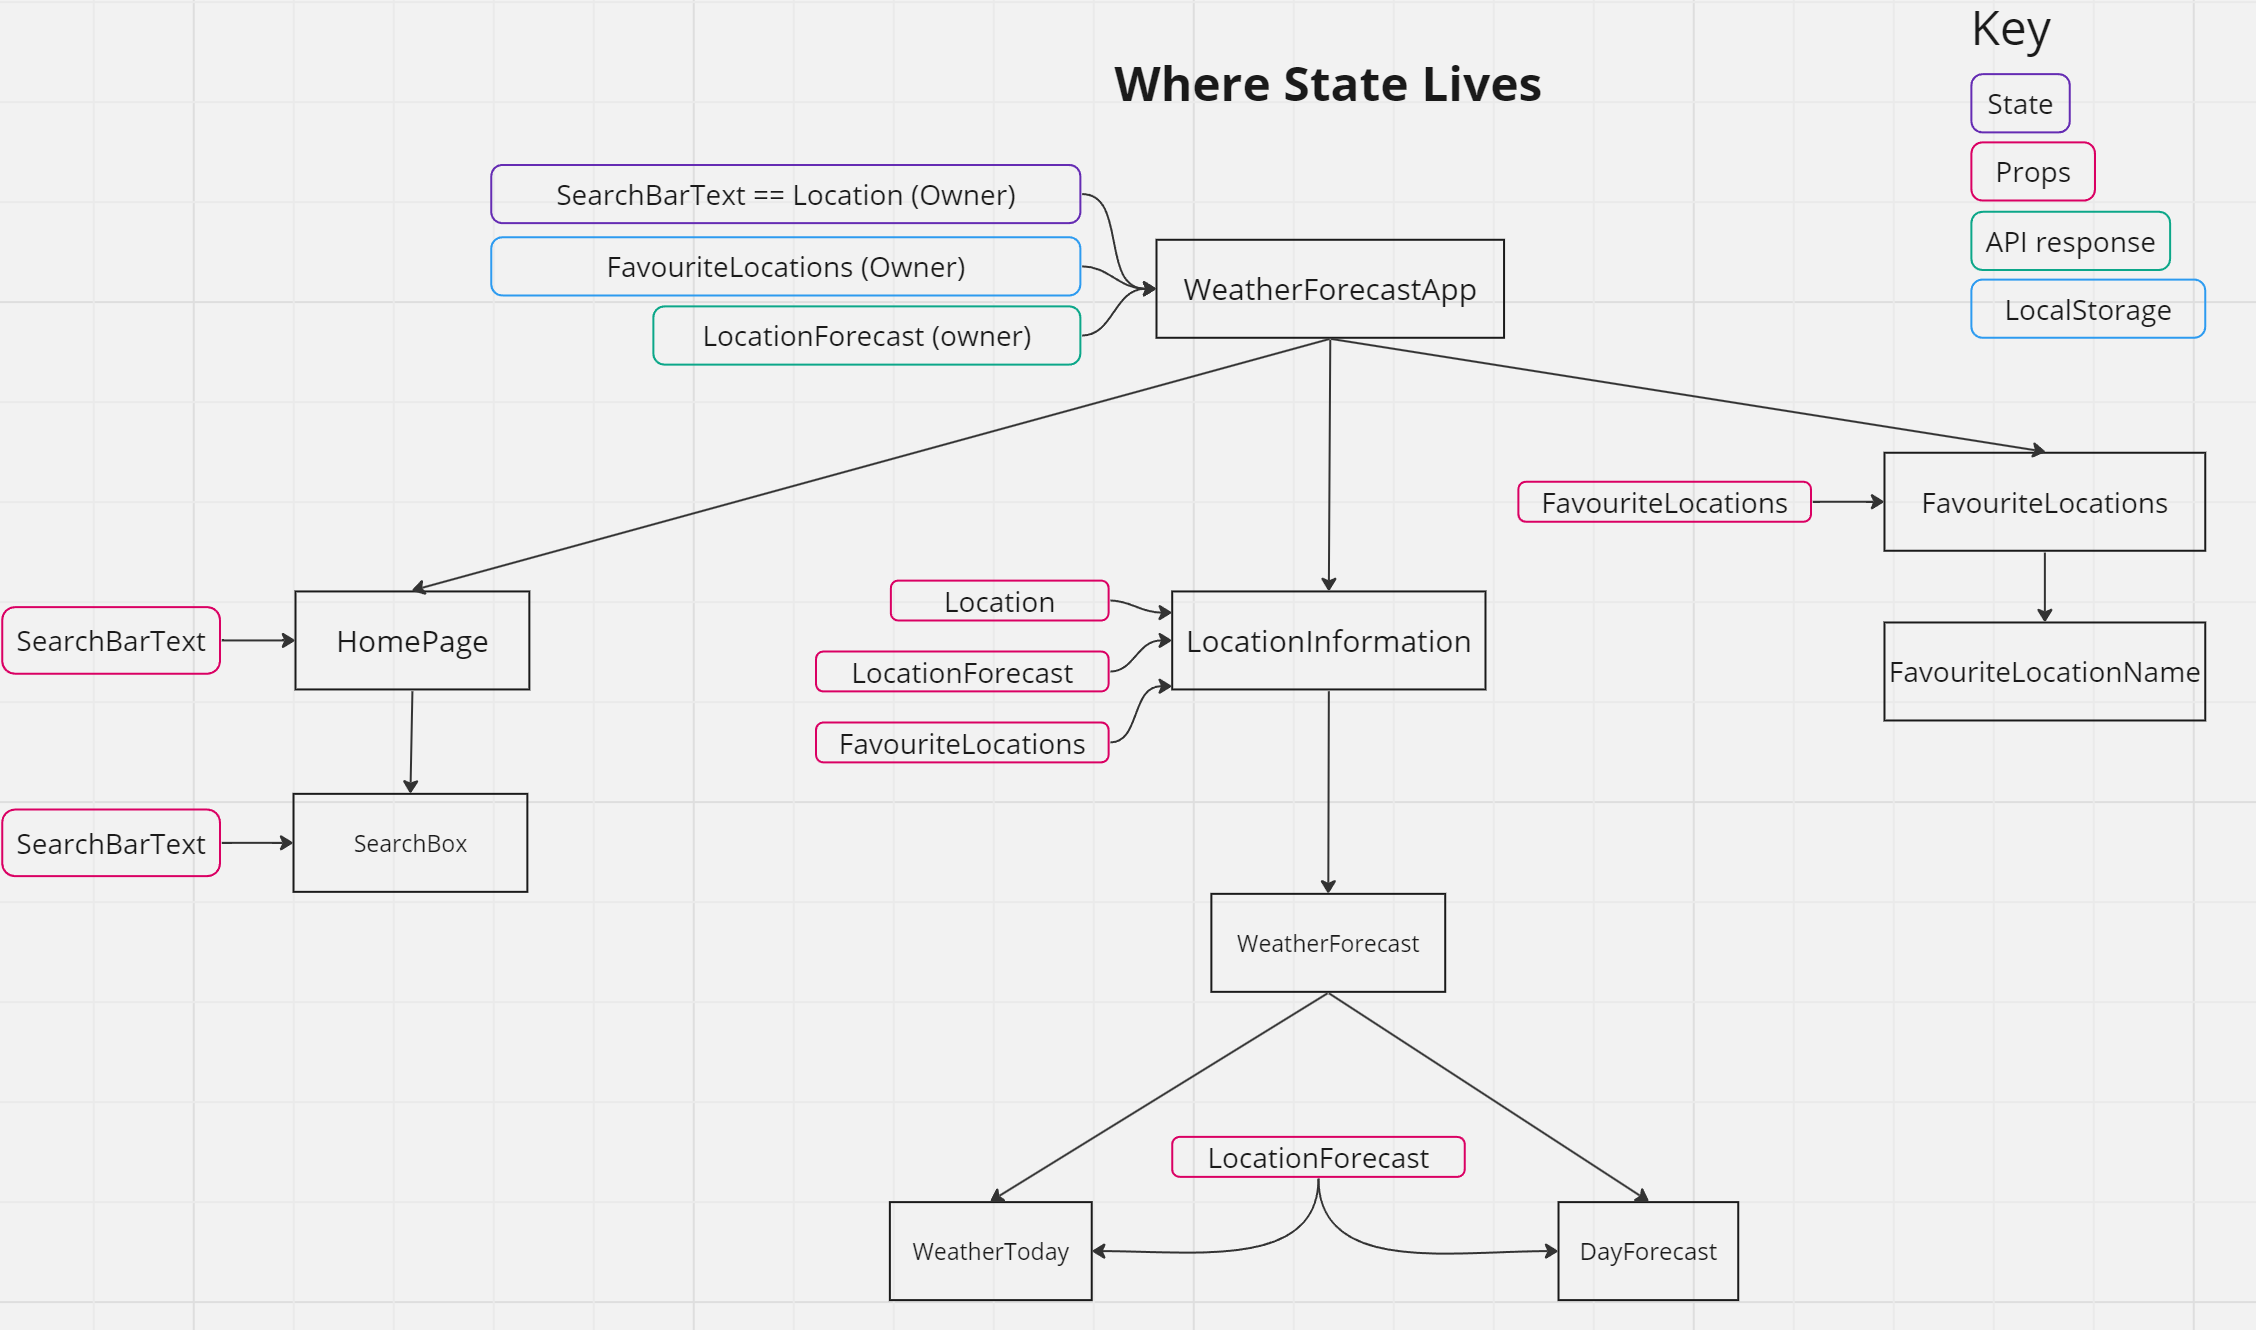 Key
Where State Lives
State
Props
API response
LocalStorage
SearchBarText == Location (Owner)
FavouriteLocations (Owner)
LocationForecast (owner)
WeatherForecastApp
FavouriteLocations
FavouriteLocations
FavouriteLocationName
SearchBarText
HomePage
Location
LocationForecast
FavouriteLocations
LocationInformation
SearchBarText
SearchBox
WeatherForecast
LocationForecast
WeatherToday
DayForecast